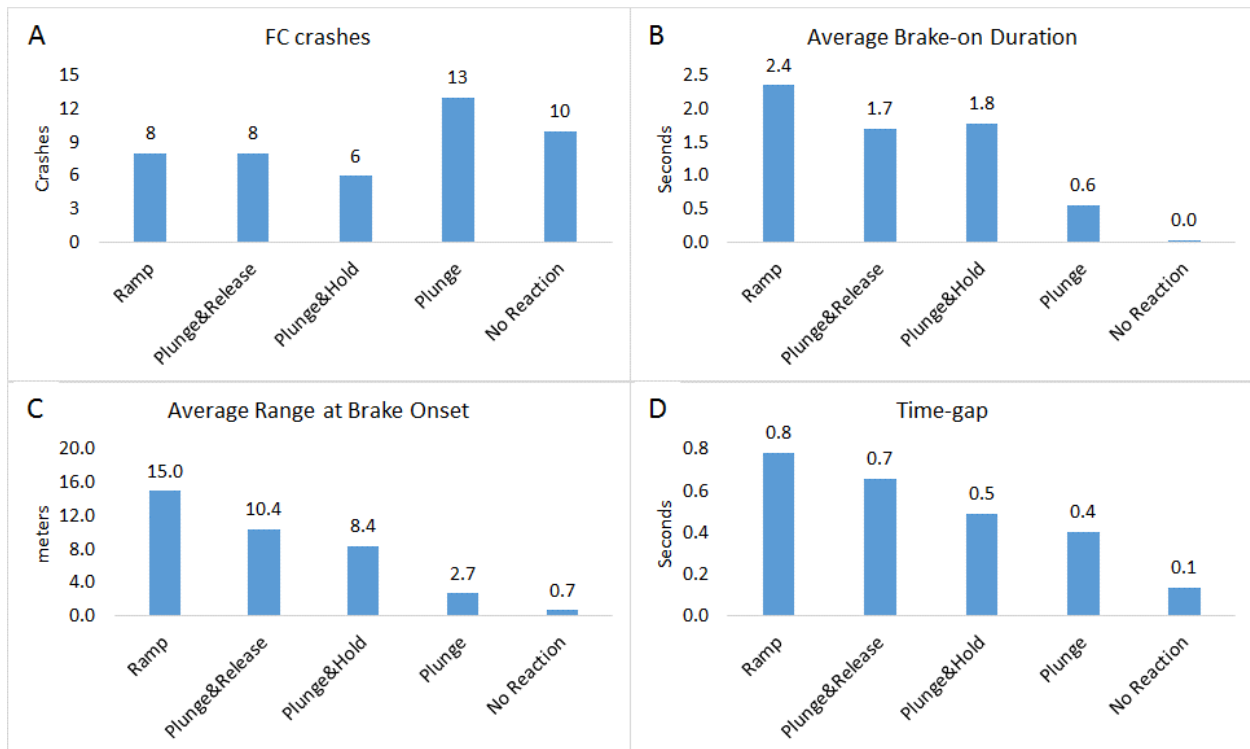 A
FC crashes
Crashes
15
12
9
6
3
0
8
8
6
13
10
Ramp
Plunge&Release
Plunge&Hold
Plunge
No Reaction
B
Average Brake-on Duration
Seconds
2.5
2.0
1.5
1.0
0.5
0.0
2.4
1.7
1.8
0.6
0.0
Ramp
Plunge&Release
Plunge&Hold
Plunge
No Reaction
C
Average Range at Brake Onset
meters
20.0
16.0
12.0
8.0
4.0
0.0
15.0
10.4
8.4
2.7
0.7
Ramp
Plunge&Release
Plunge&Hold
Plunge
No Reaction
D
Time-gap
Seconds
0.8
0.6
0.4
0.2
0.0
0.8
0.7
0.5
0.4
0.1
Ramp
Plunge&Release
Plunge&Hold
Plunge
No Reaction